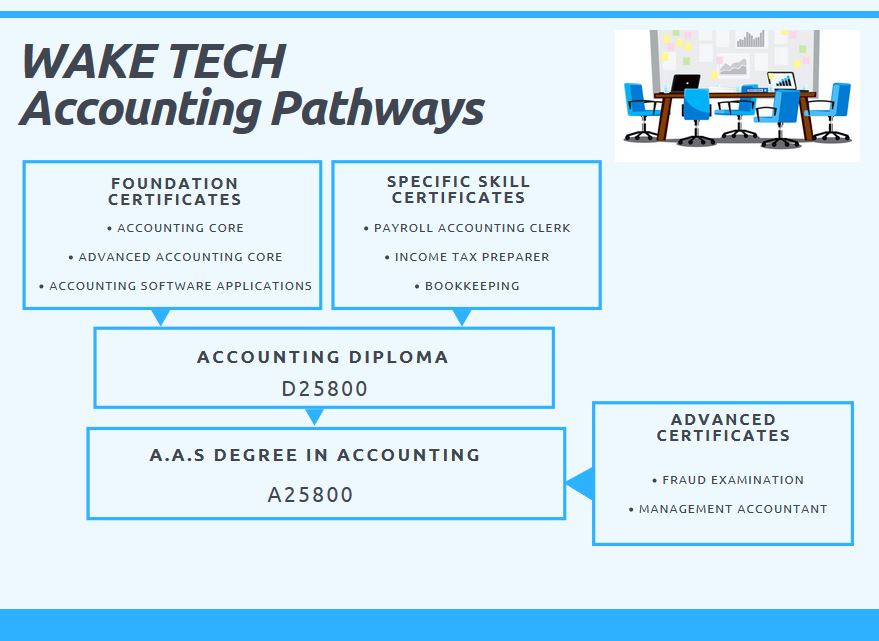 WAKE TECH
Accounting Pathways
FOUNDATION
CERTIFICATES
• ACCOUNTING CORE
• ADVANCED ACCOUNTING CORE
• ACCOUNTING SOFTWARE APPLICATIONS
SPECIFIC SKILL
CERTIFICATES
• PAYROLL ACCOUNTING CLERK
• INCOME TAX PREPARER
• BOOKKEEPING
ACCOUNTING DIPLOMA
D25800
A.A.S DEGREE IN ACCOUNTING
A25800
ADVANCED
CERTIFICATES
• FRAUD EXAMINATION
• MANAGEMENT ACCOUNTANT